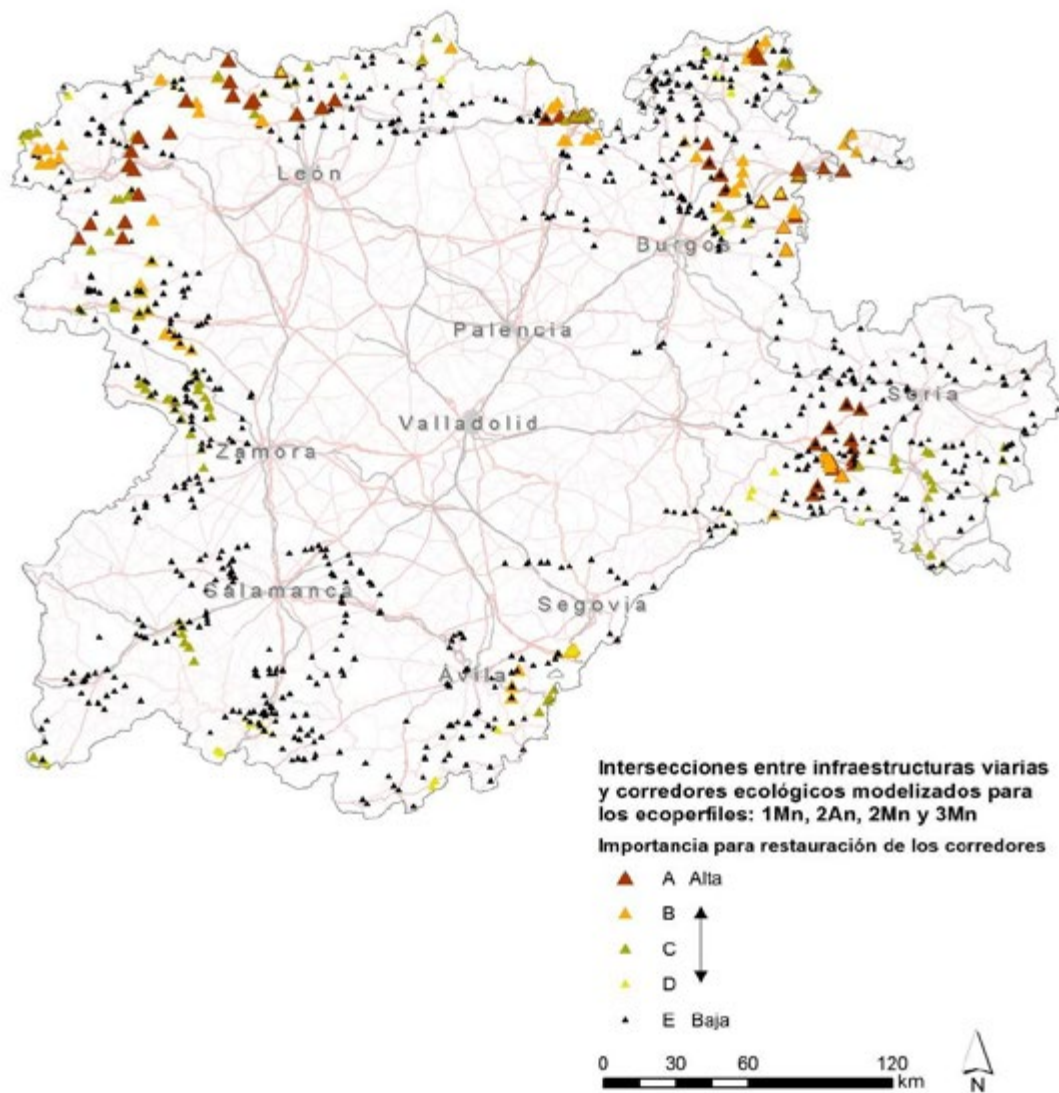 León
Burgos
Palencia
Soria
Valladolid
Zamora
Salamanca
Segovia
Ávila
Intersecciones entre infraestructuras viarias
y corredores ecológicos modelizados para
los ecoperfiles: 1Mn, 2An, 2Mn y 3Mn
Importancia para restauración de los corredores
A Alta
B
C
D
E Baja
0 30 60 120
km
N